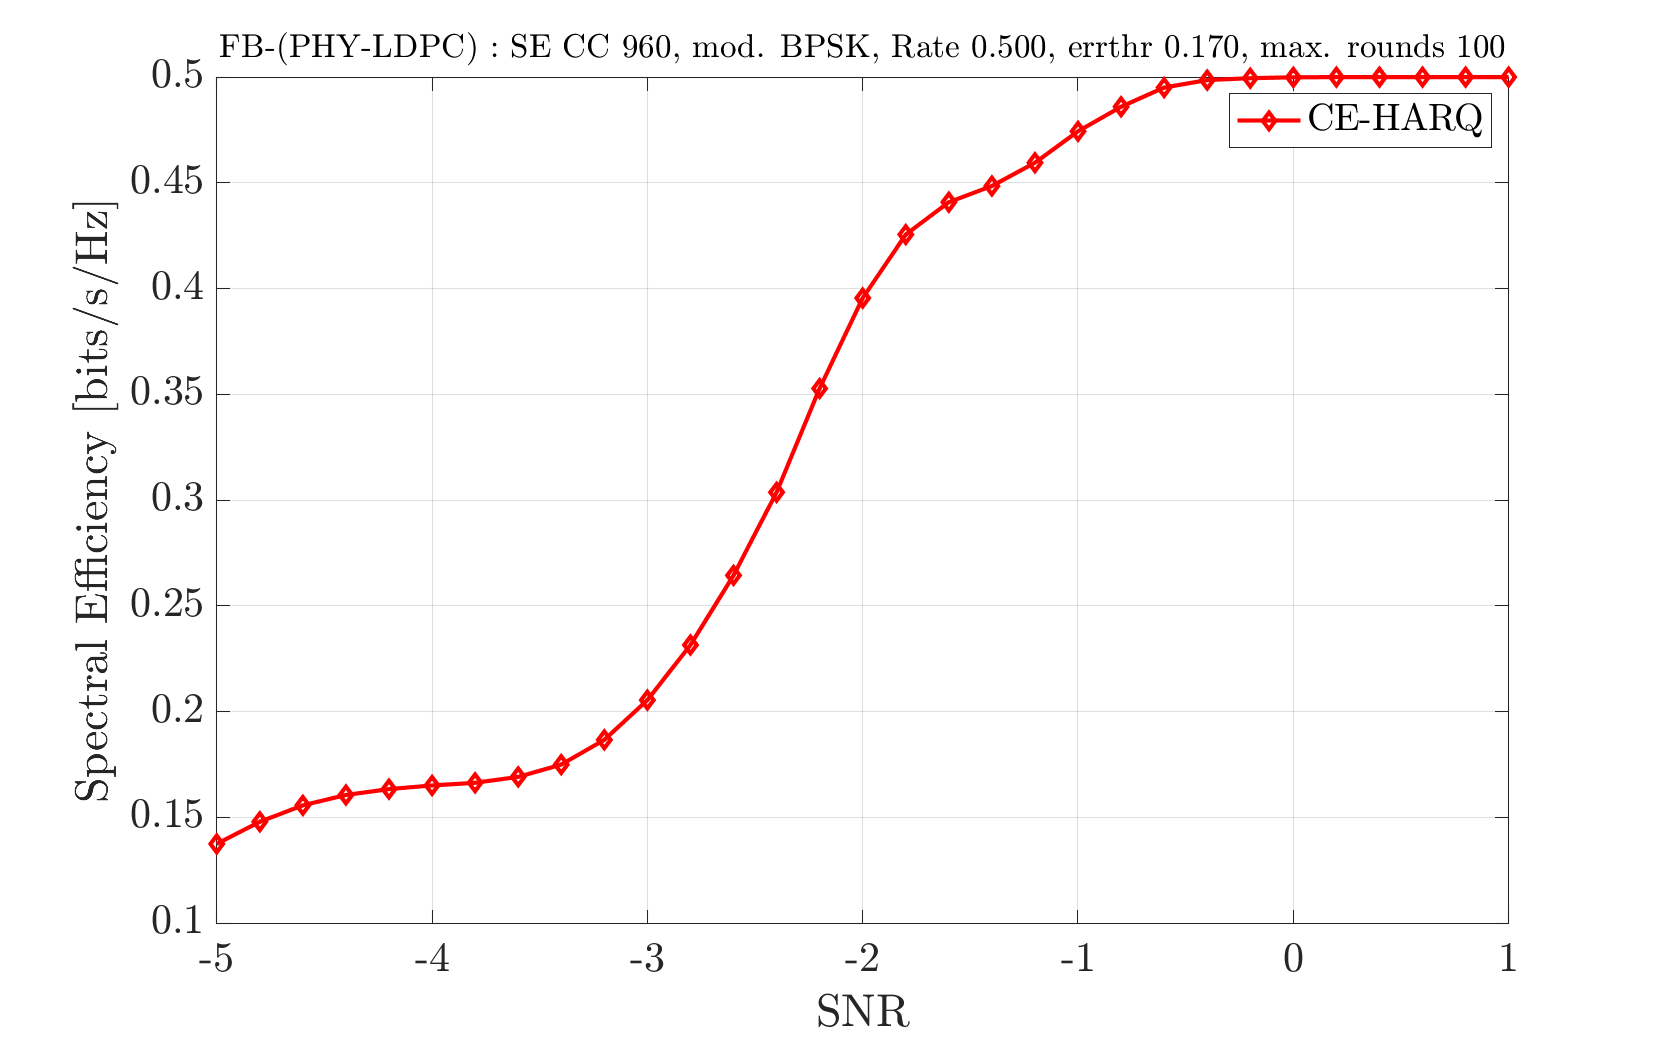 FB-(PHY-LDPC) : SE CC 960, mod. BPSK, Rate 0.500, errthr 0.170, max. rounds 100
0.5
0.45
0.4
0.35
0.3
0.25
0.2
0.15
0.1
Spectral Efficiency [bits/s/Hz]
CE-HARQ
-5 -4 -3 -2 -1 0 1
SNR